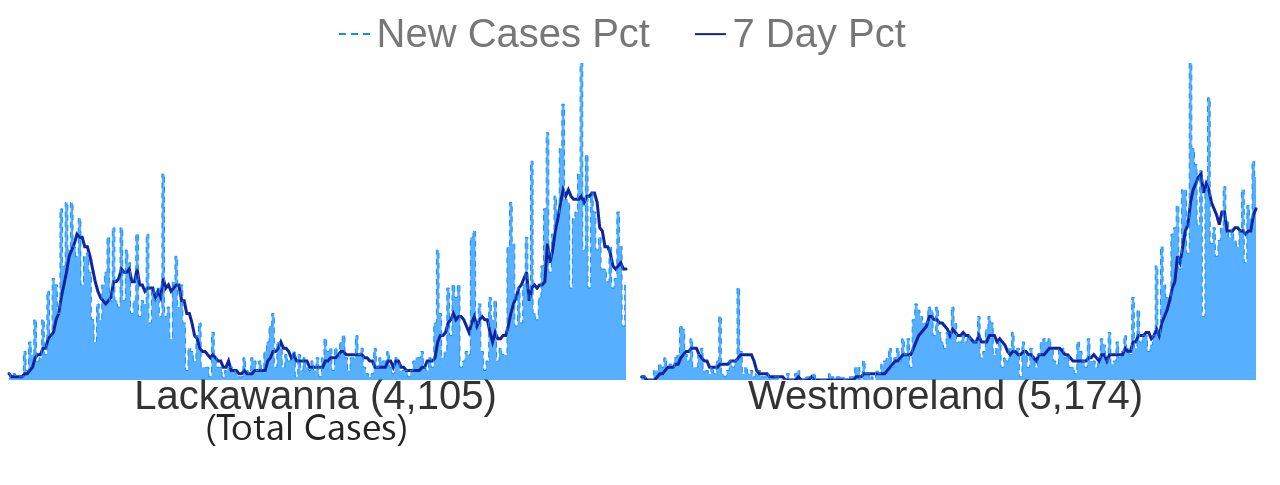 New Cases Pct 7 Day Pct
Lackawanna (4,105) Westmoreland (5,174)
(Total Cases)